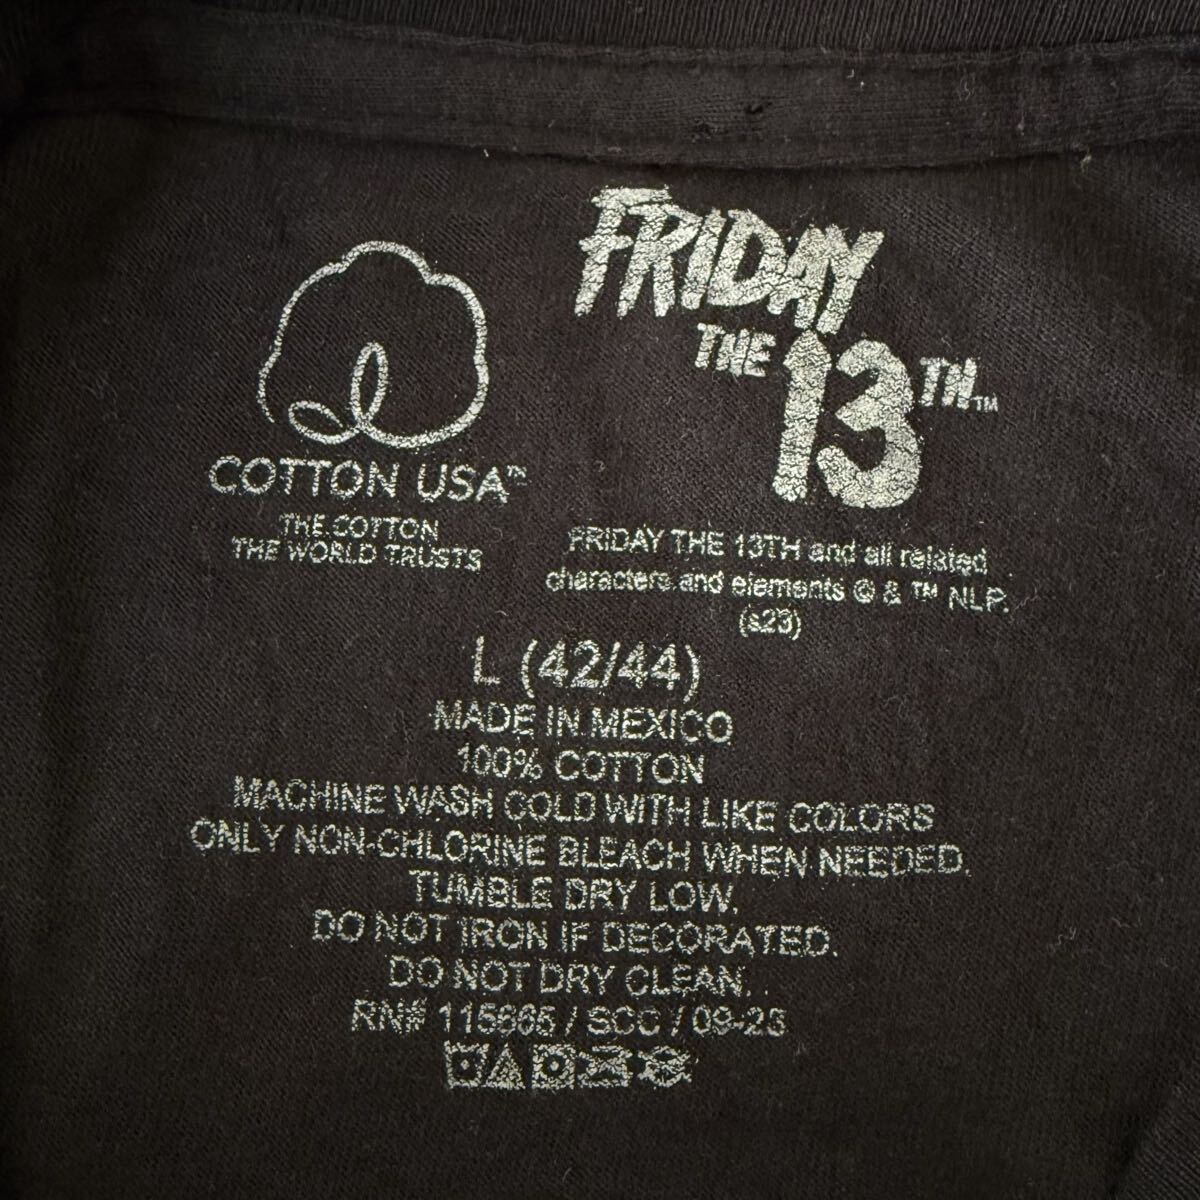 FRIDAY
THE 13TH™
COTTON USA™
THE COTTON
THE WORLD TRUSTS
FRIDAY THE 13TH and all related
characters and elements © & ™ NLP.
(s23)
L (42/44)
MADE IN MEXICO
100% COTTON
MACHINE WASH COLD WITH LIKE COLORS
ONLY NON-CHLORINE BLEACH WHEN NEEDED.
TUMBLE DRY LOW.
DO NOT IRON IF DECORATED.
DO NOT DRY CLEAN.
RN# 115665 / SCC /